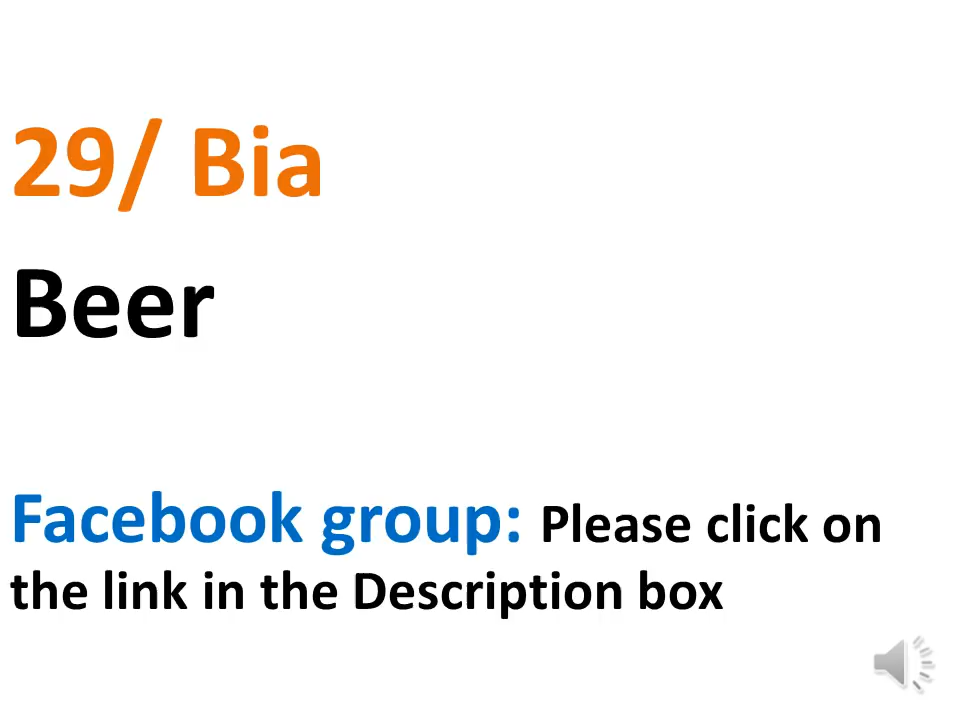 29/ Bia
Beer
Facebook group: Please click on
the link in the Description box